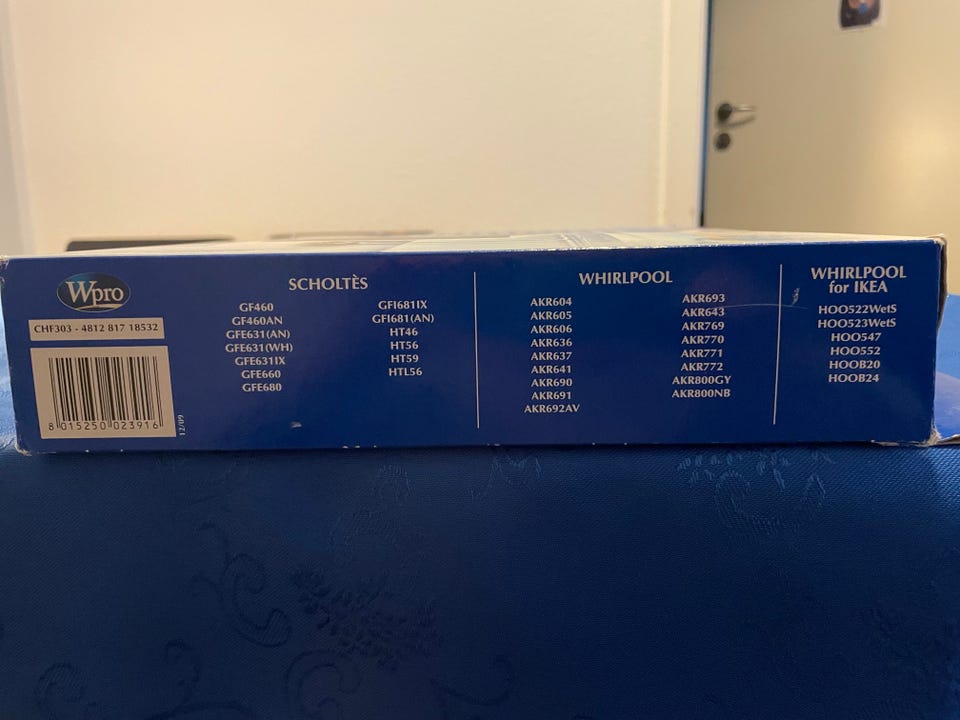 Wpro
CHF303 - 4812 817 18532
8 015250 023916
12/09
SCHOLTÈS
GF460
GF460AN
GFE631(AN)
GFE631(WH)
GFE631IX
GFE660
GFE680
GFI681IX
GFI681(AN)
HT46
HT56
HT59
HTL56
WHIRLPOOL
AKR604
AKR605
AKR606
AKR636
AKR637
AKR641
AKR690
AKR691
AKR692AV
AKR693
AKR643
AKR769
AKR770
AKR771
AKR772
AKR800GY
AKR800NB
WHIRLPOOL
for IKEA
HOO522WetS
HOO523WetS
HOO547
HOO552
HOOB20
HOOB24